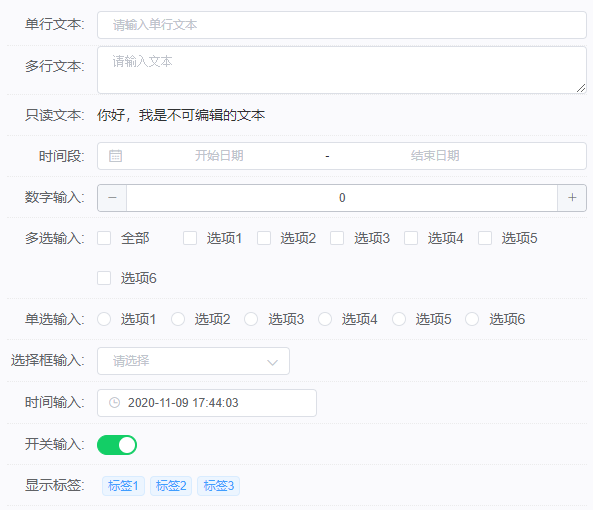 单行文本: 请输入单行文本
多行文本: 请输入文本
只读文本: 你好，我是不可编辑的文本
时间段: 开始日期 - 结束日期
数字输入: − 0 +
多选输入: 全部 选项1 选项2 选项3 选项4 选项5
选项6
单选输入: 选项1 选项2 选项3 选项4 选项5 选项6
选择框输入: 请选择
时间输入: 2020-11-09 17:44:03
开关输入:
显示标签: 标签1 标签2 标签3